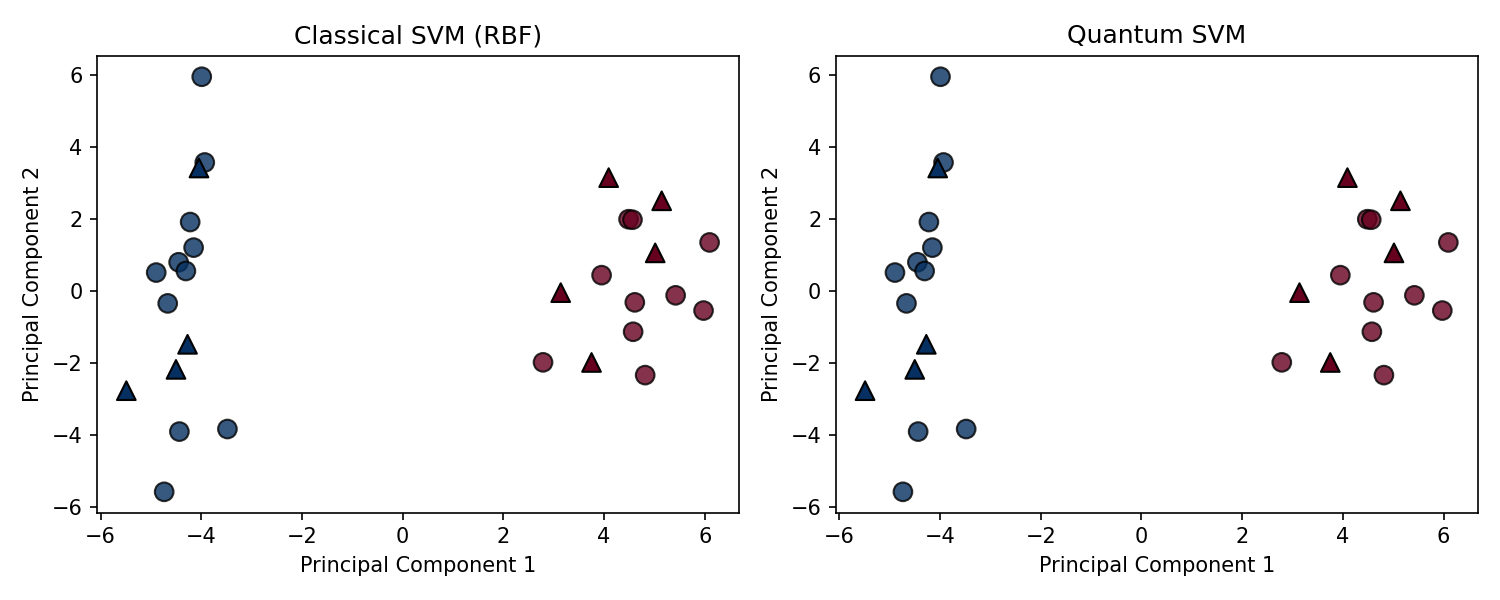 Classical SVM (RBF)
6
4
2
0
−2
−4
−6
Principal Component 2
−6 −4 −2 0 2 4 6
Principal Component 1
Quantum SVM
6
4
2
0
−2
−4
−6
Principal Component 2
−6 −4 −2 0 2 4 6
Principal Component 1